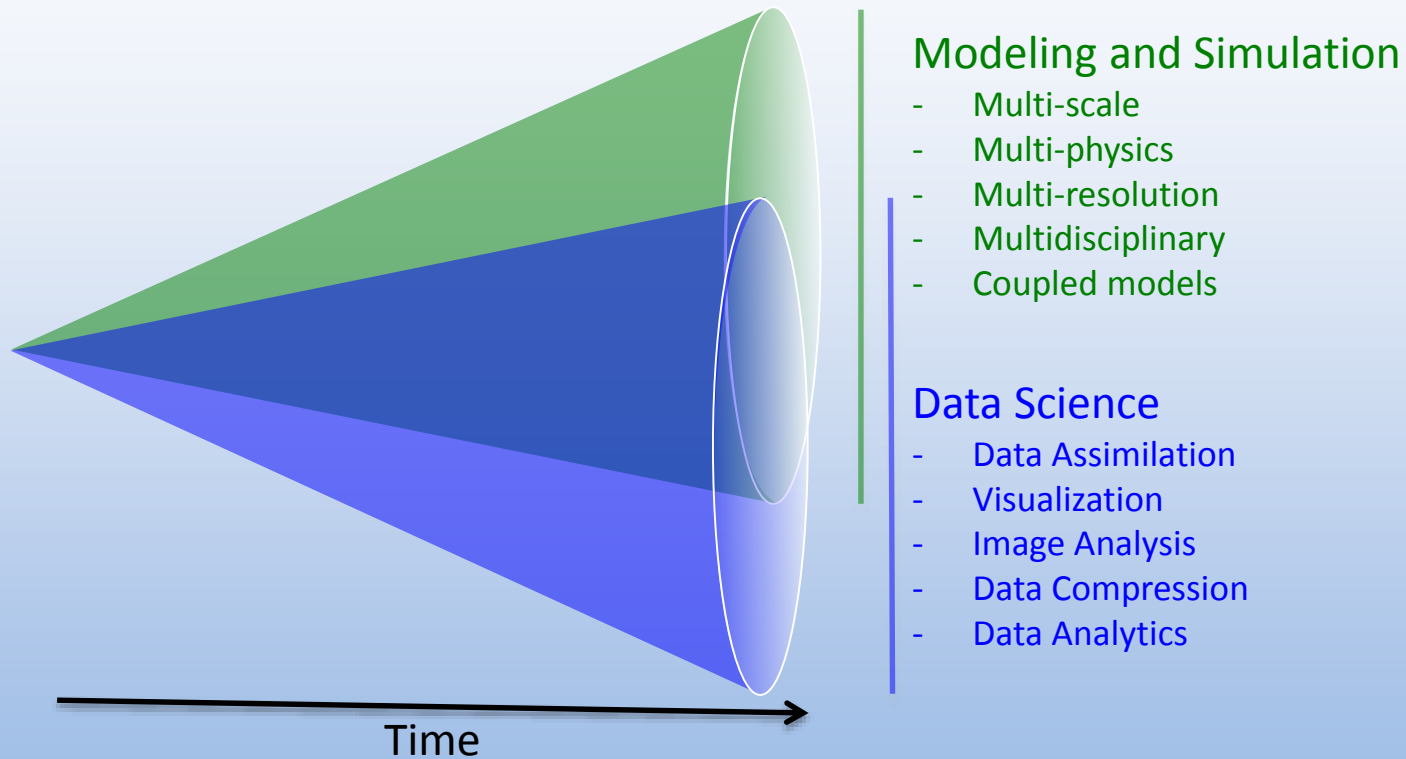 Modeling and Simulation
- Multi-scale
- Multi-physics
- Multi-resolution
- Multidisciplinary
- Coupled models
Data Science
- Data Assimilation
- Visualization
- Image Analysis
- Data Compression
- Data Analytics
Time